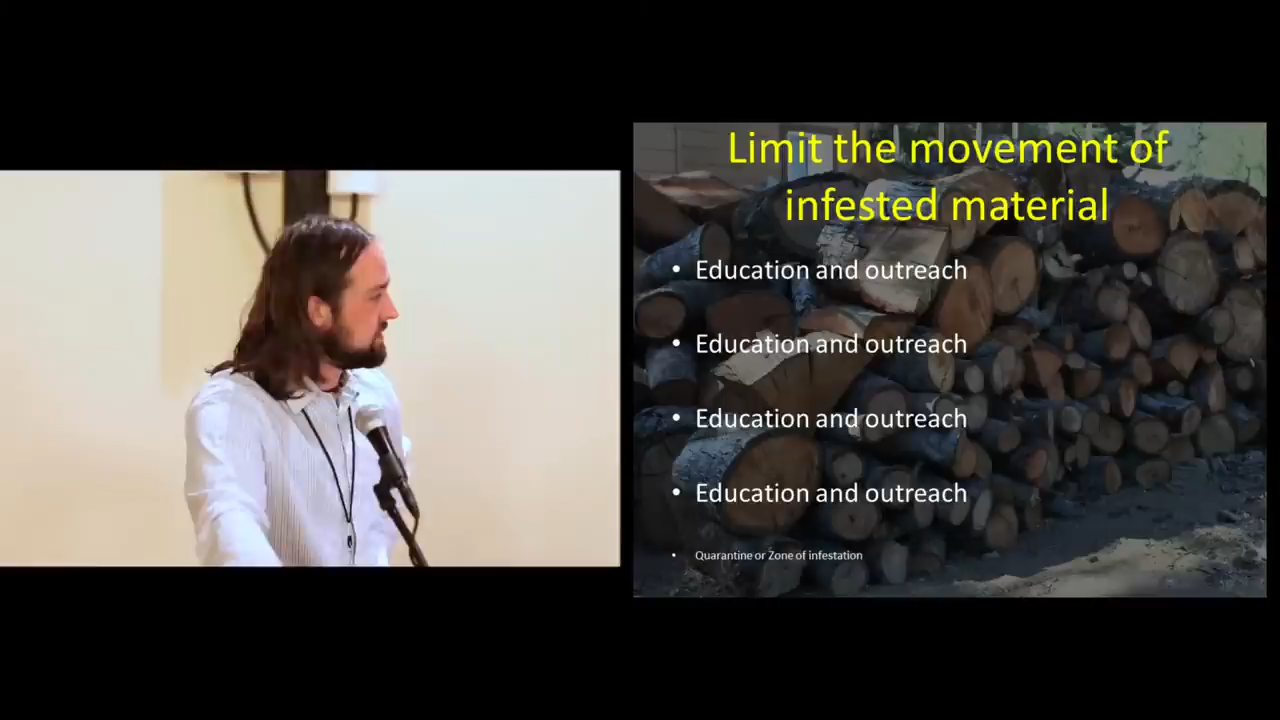 Limit the movement of
infested material
• Education and outreach
• Education and outreach
• Education and outreach
• Education and outreach
• Quarantine or Zone of infestation